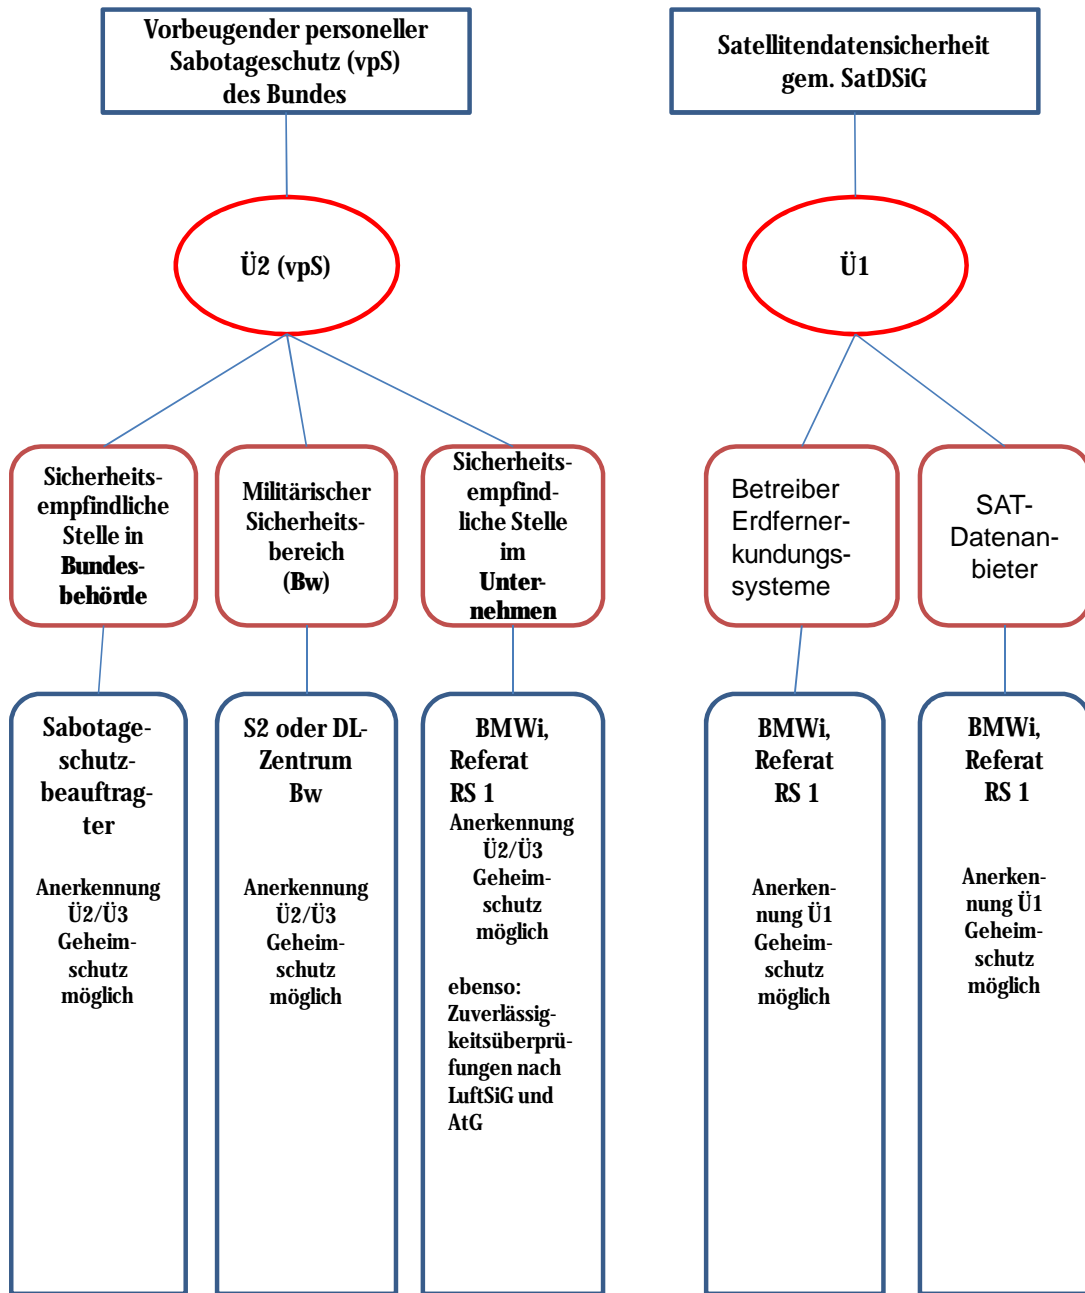 Vorbeugender personeller
Sabotageschutz (vpS)
des Bundes
Satellitendatensicherheit
gem. SatDSiG
Ü2 (vpS)
Ü1
Sicherheits-
empfindliche
Stelle in
Bundes-
behörde
Militärischer
Sicherheits-
bereich
(Bw)
Sicherheits-
empfind-
liche Stelle
im
Unter-
nehmen
Betreiber
Erdferner-
kundungs-
systeme
SAT-
Datenan-
bieter
Sabotage-
schutz-
beauftrag-
ter
Anerkennung
Ü2/Ü3
Geheim-
schutz
möglich
S2 oder DL-
Zentrum
Bw
Anerkennung
Ü2/Ü3
Geheim-
schutz
möglich
BMWi,
Referat
RS 1
Anerkennung
Ü2/Ü3
Geheim-
schutz
möglich
ebenso:
Zuverlässig-
keitsüberprü-
fungen nach
LuftSiG und
AtG
BMWi,
Referat
RS 1
Anerken-
nung Ü1
Geheim-
schutz
möglich
BMWi,
Referat
RS 1
Anerken-
nung Ü1
Geheim-
schutz
möglich